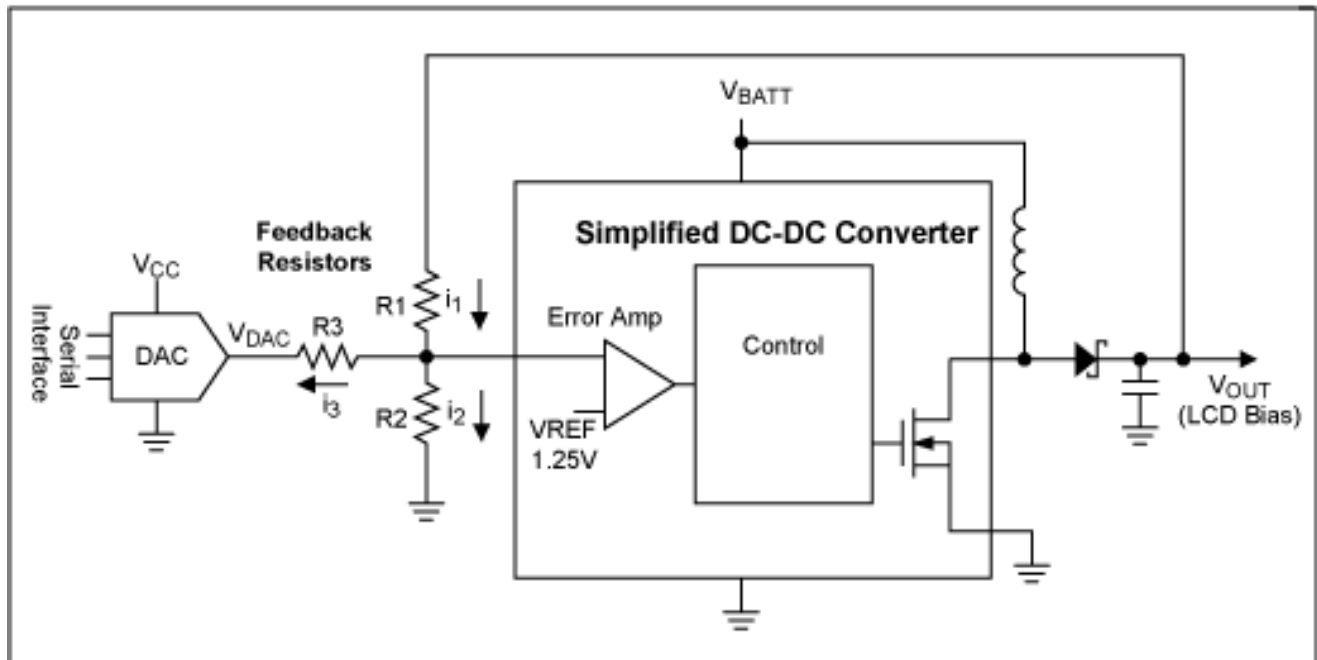 VBATT
Feedback
Resistors
Simplified DC-DC Converter
VCC
Serial
Interface
DAC
VDAC
R3
i3
R1
i1
R2
i2
Error Amp
VREF
1.25V
Control
VOUT
(LCD Bias)